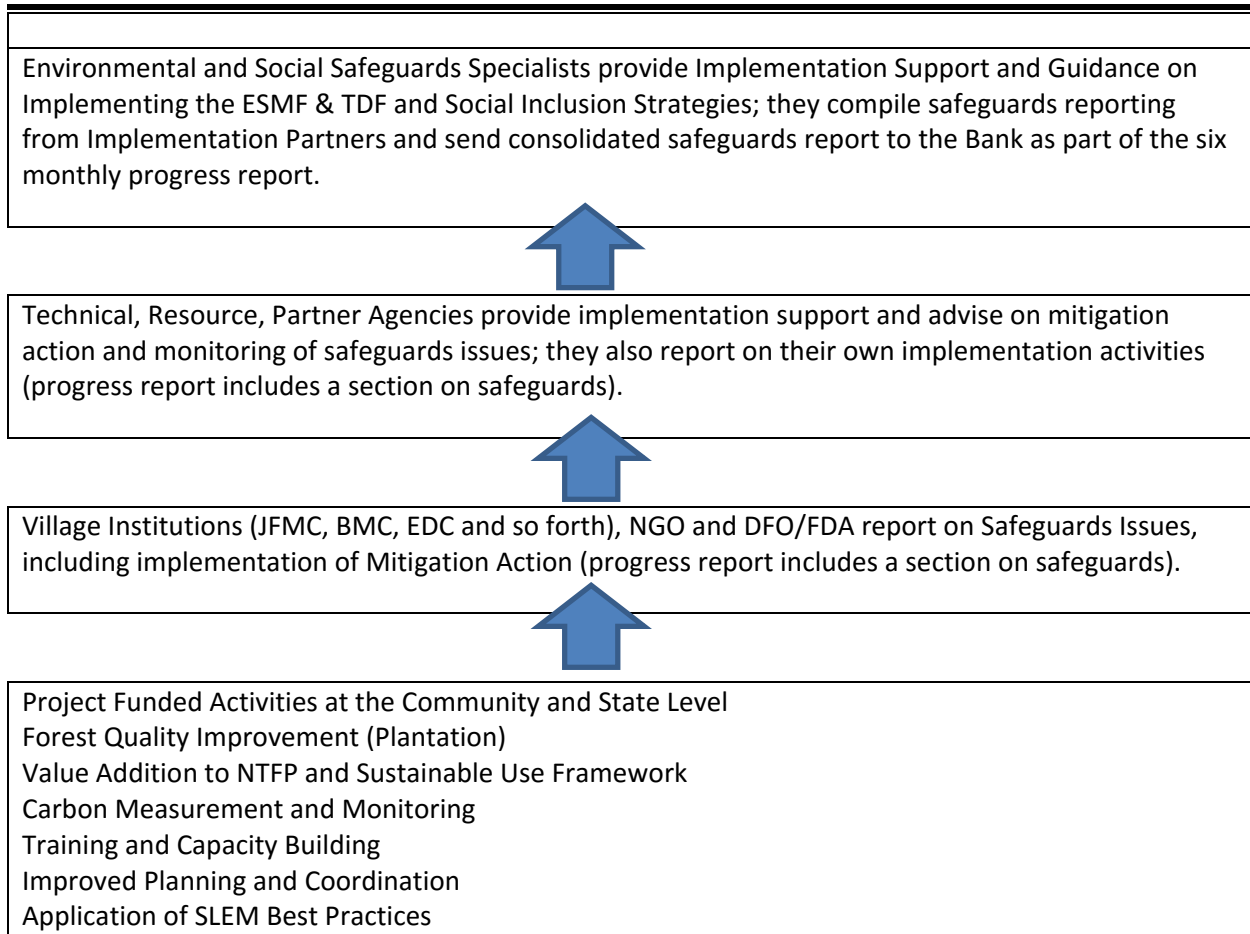 Environmental and Social Safeguards Specialists provide Implementation Support and Guidance on
Implementing the ESMF & TDF and Social Inclusion Strategies; they compile safeguards reporting
from Implementation Partners and send consolidated safeguards report to the Bank as part of the six
monthly progress report.
Technical, Resource, Partner Agencies provide implementation support and advise on mitigation
action and monitoring of safeguards issues; they also report on their own implementation activities
(progress report includes a section on safeguards).
Village Institutions (JFMC, BMC, EDC and so forth), NGO and DFO/FDA report on Safeguards Issues,
including implementation of Mitigation Action (progress report includes a section on safeguards).
Project Funded Activities at the Community and State Level
Forest Quality Improvement (Plantation)
Value Addition to NTFP and Sustainable Use Framework
Carbon Measurement and Monitoring
Training and Capacity Building
Improved Planning and Coordination
Application of SLEM Best Practices